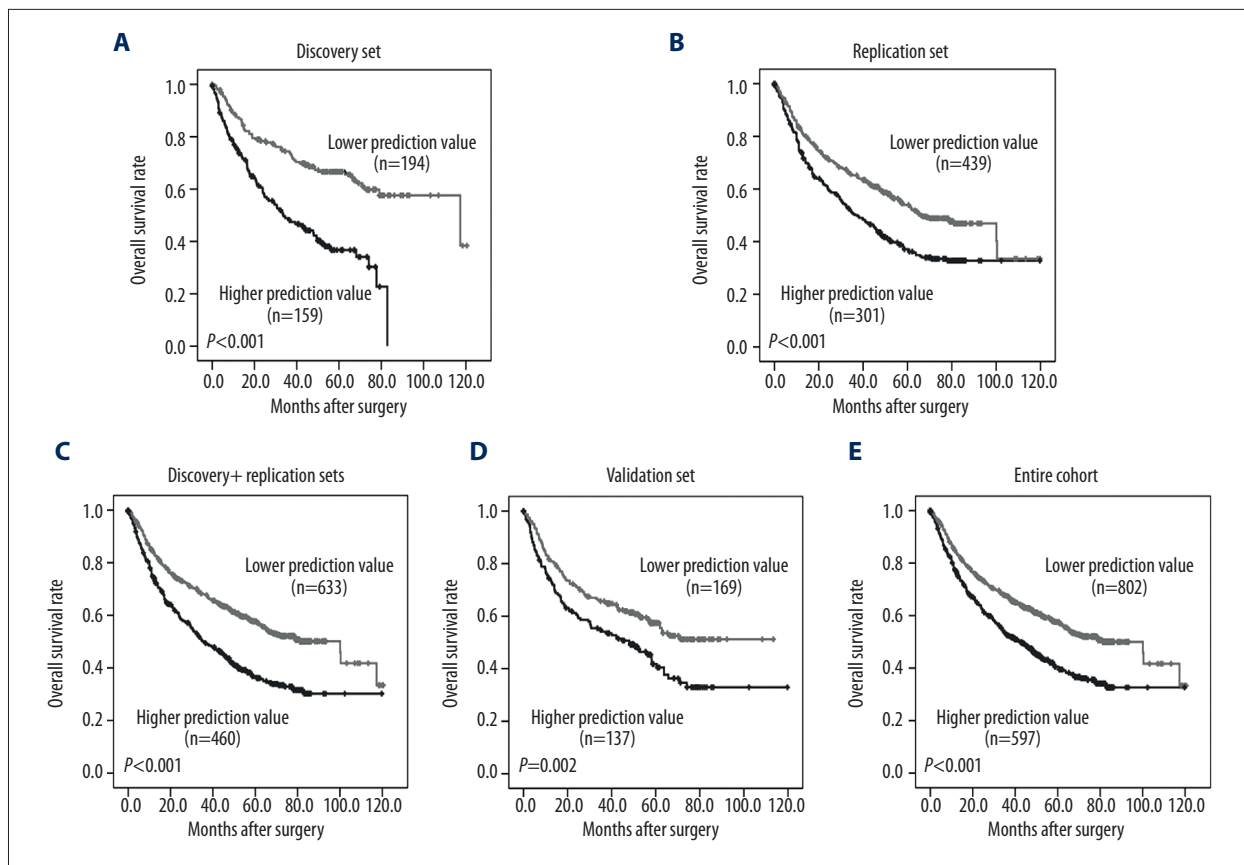 A
Discovery set
Overall survival rate
1.0
0.8
0.6
0.4
0.2
0.0
Lower prediction value
(n=194)
Higher prediction value
(n=159)
P<0.001
0.0 20.0 40.0 60.0 80.0 100.0 120.0
Months after surgery
B
Replication set
Overall survival rate
1.0
0.8
0.6
0.4
0.2
0.0
Lower prediction value
(n=439)
Higher prediction value
(n=301)
P<0.001
0.0 20.0 40.0 60.0 80.0 100.0 120.0
Months after surgery
C
Discovery+ replication sets
Overall survival rate
1.0
0.8
0.6
0.4
0.2
0.0
Lower prediction value
(n=633)
Higher prediction value
(n=460)
P<0.001
0.0 20.0 40.0 60.0 80.0 100.0 120.0
Months after surgery
D
Validation set
Overall survival rate
1.0
0.8
0.6
0.4
0.2
0.0
Lower prediction value
(n=169)
Higher prediction value
(n=137)
P=0.002
0.0 20.0 40.0 60.0 80.0 100.0 120.0
Months after surgery
E
Entire cohort
Overall survival rate
1.0
0.8
0.6
0.4
0.2
0.0
Lower prediction value
(n=802)
Higher prediction value
(n=597)
P<0.001
0.0 20.0 40.0 60.0 80.0 100.0 120.0
Months after surgery